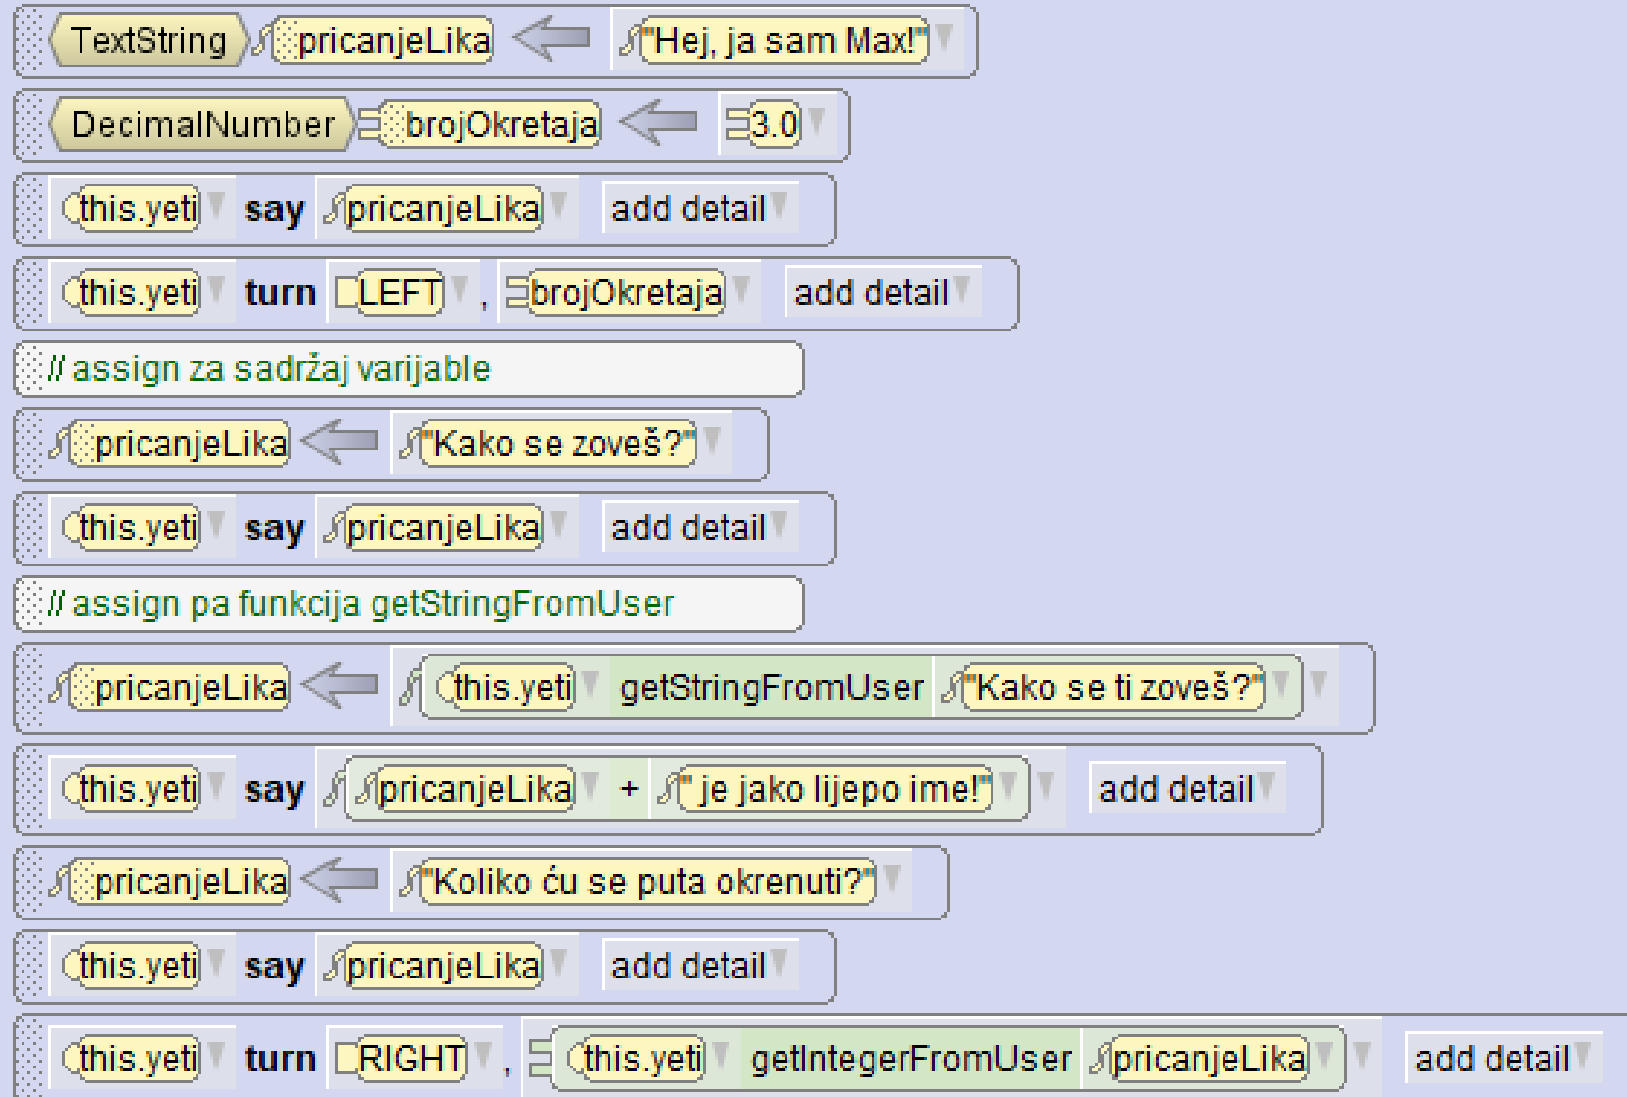 TextString pricanjeLika "Hej, ja sam Max!"
DecimalNumber brojOkretaja 3.0
this.yeti say pricanjeLika add detail
this.yeti turn LEFT , brojOkretaja add detail
// assign za sadržaj varijable
pricanjeLika "Kako se zoveš?"
this.yeti say pricanjeLika add detail
// assign pa funkcija getStringFromUser
pricanjeLika this.yeti getStringFromUser "Kako se ti zoveš?"
this.yeti say pricanjeLika + " je jako lijepo ime!" add detail
pricanjeLika "Koliko ću se puta okrenuti?"
this.yeti say pricanjeLika add detail
this.yeti turn RIGHT , this.yeti getIntegerFromUser pricanjeLika add detail